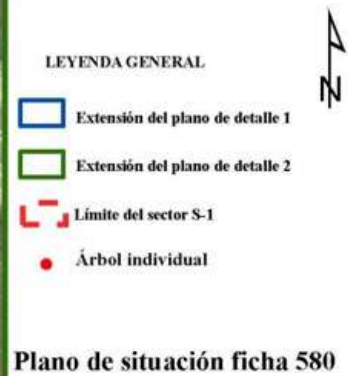 LEYENDA GENERAL
N
Extensión del plano de detalle 1
Extensión del plano de detalle 2
Límite del sector S-1
Árbol individual
Plano de situación ficha 580